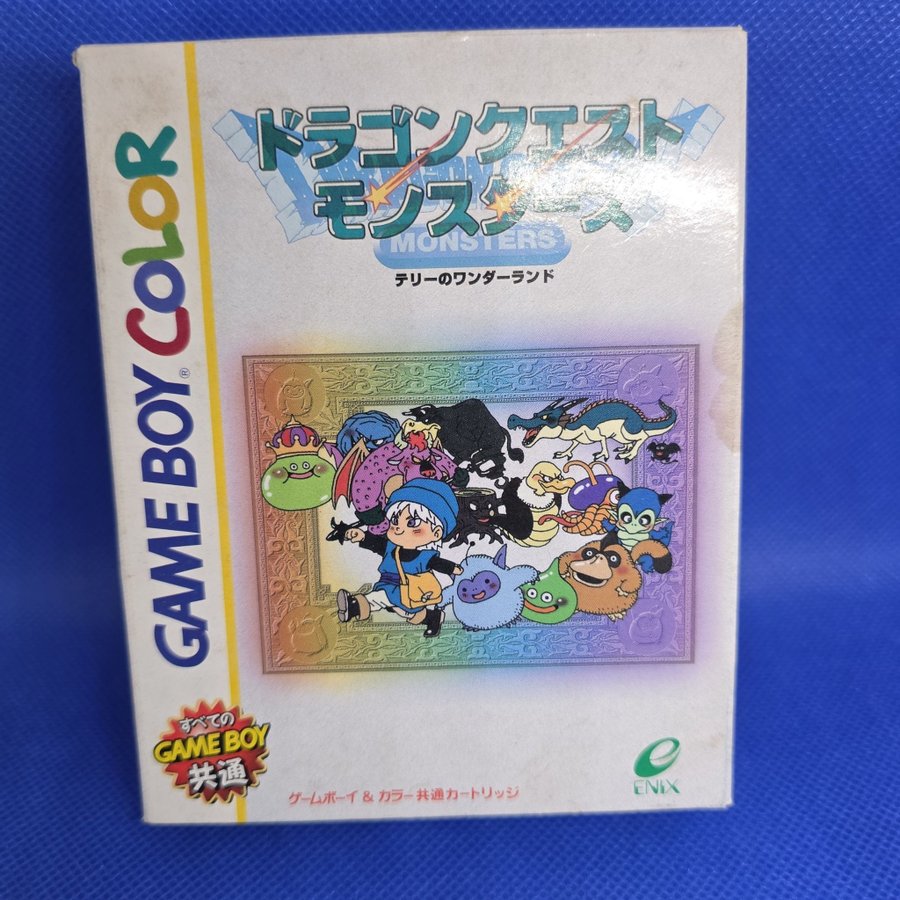 ドラゴンクエスト
モンスターズ
MONSTERS
テリーのワンダーランド
GAME BOY COLOR
®
すべての
GAME BOY
共通
ゲームボーイ & カラー共通カートリッジ
ENIX